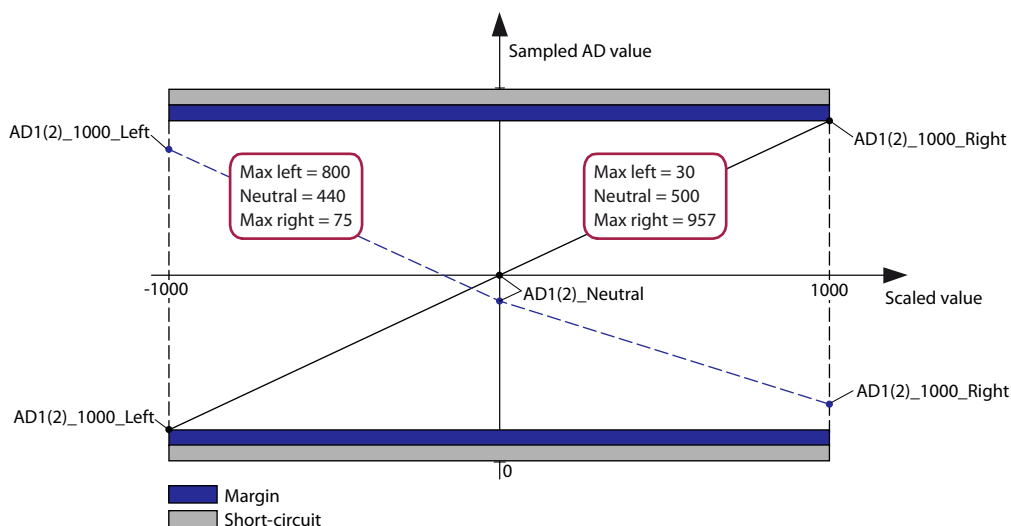 Sampled AD value
AD1(2)_1000_Left
AD1(2)_1000_Right
Max left = 800
Neutral = 440
Max right = 75
Max left = 30
Neutral = 500
Max right = 957
-1000
AD1(2)_Neutral
1000
Scaled value
AD1(2)_1000_Left
AD1(2)_1000_Right
0
Margin
Short-circuit